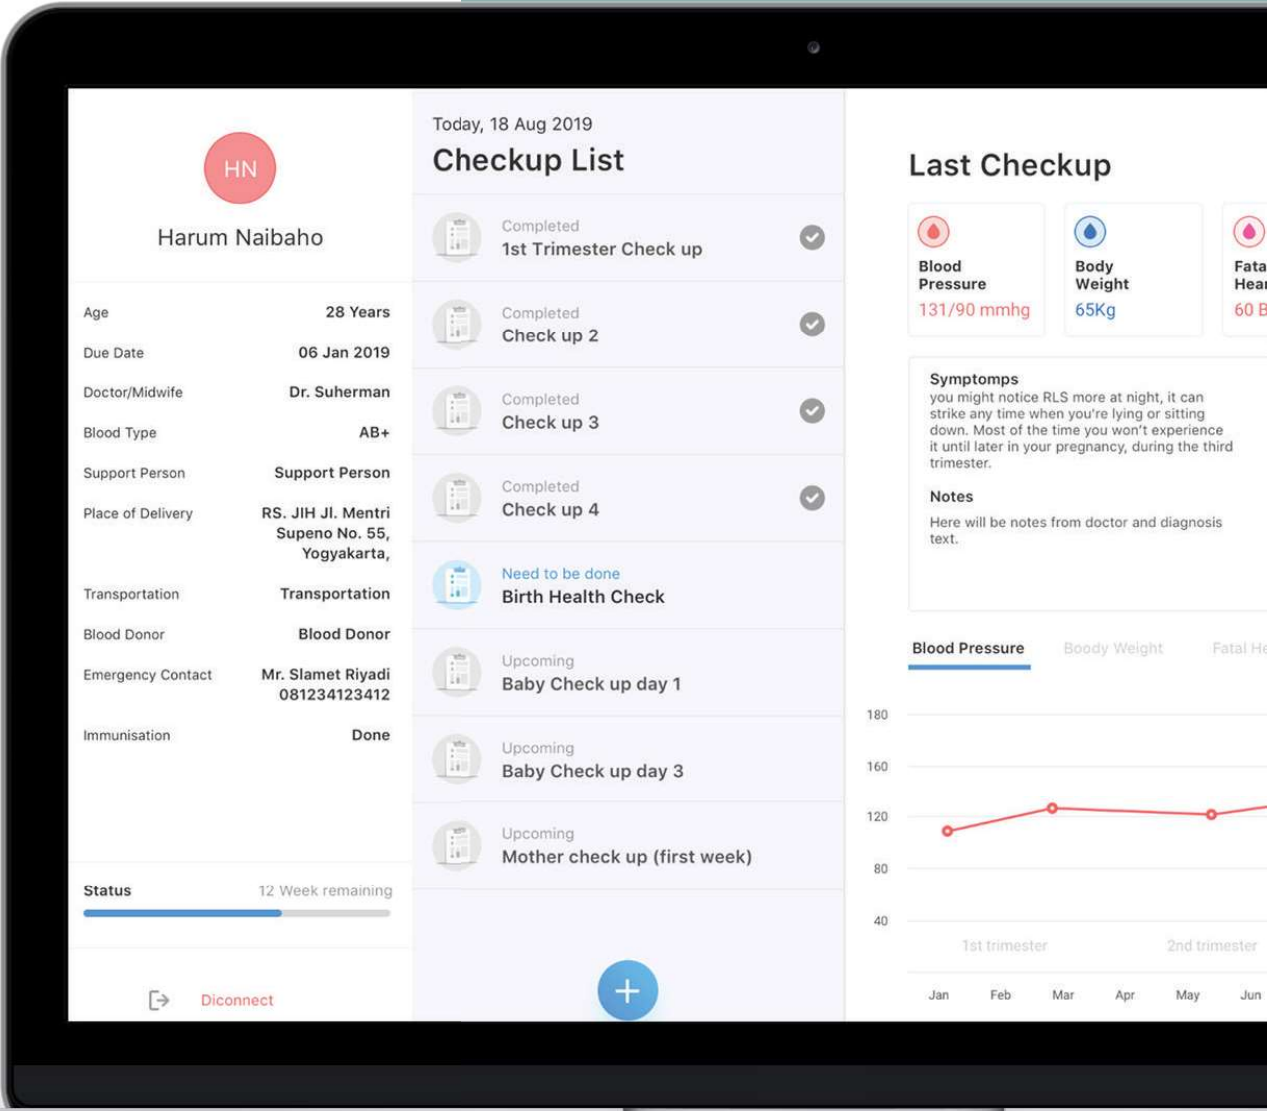 HN
Harum Naibaho
Age 28 Years
Due Date 06 Jan 2019
Doctor/Midwife Dr. Suherman
Blood Type AB+
Support Person Support Person
Place of Delivery RS. JIH Jl. Mentri
Supeno No. 55,
Yogyakarta,
Transportation Transportation
Blood Donor Blood Donor
Emergency Contact Mr. Slamet Riyadi
081234123412
Immunisation Done
Status 12 Week remaining
Diconnect
Today, 18 Aug 2019
Checkup List
Completed
1st Trimester Check up
Completed
Check up 2
Completed
Check up 3
Completed
Check up 4
Need to be done
Birth Health Check
Upcoming
Baby Check up day 1
Upcoming
Baby Check up day 3
Upcoming
Mother check up (first week)
Last Checkup
Blood
Pressure
131/90 mmhg
Body
Weight
65Kg
Fata
Hear
60 B
Symptomps
you might notice RLS more at night, it can
strike any time when you're lying or sitting
down. Most of the time you won't experience
it until later in your pregnancy, during the third
trimester.
Notes
Here will be notes from doctor and diagnosis
text.
Blood Pressure Boody Weight Fatal He
180
160
120
80
40
1st trimester 2nd trimester
Jan Feb Mar Apr May Jun